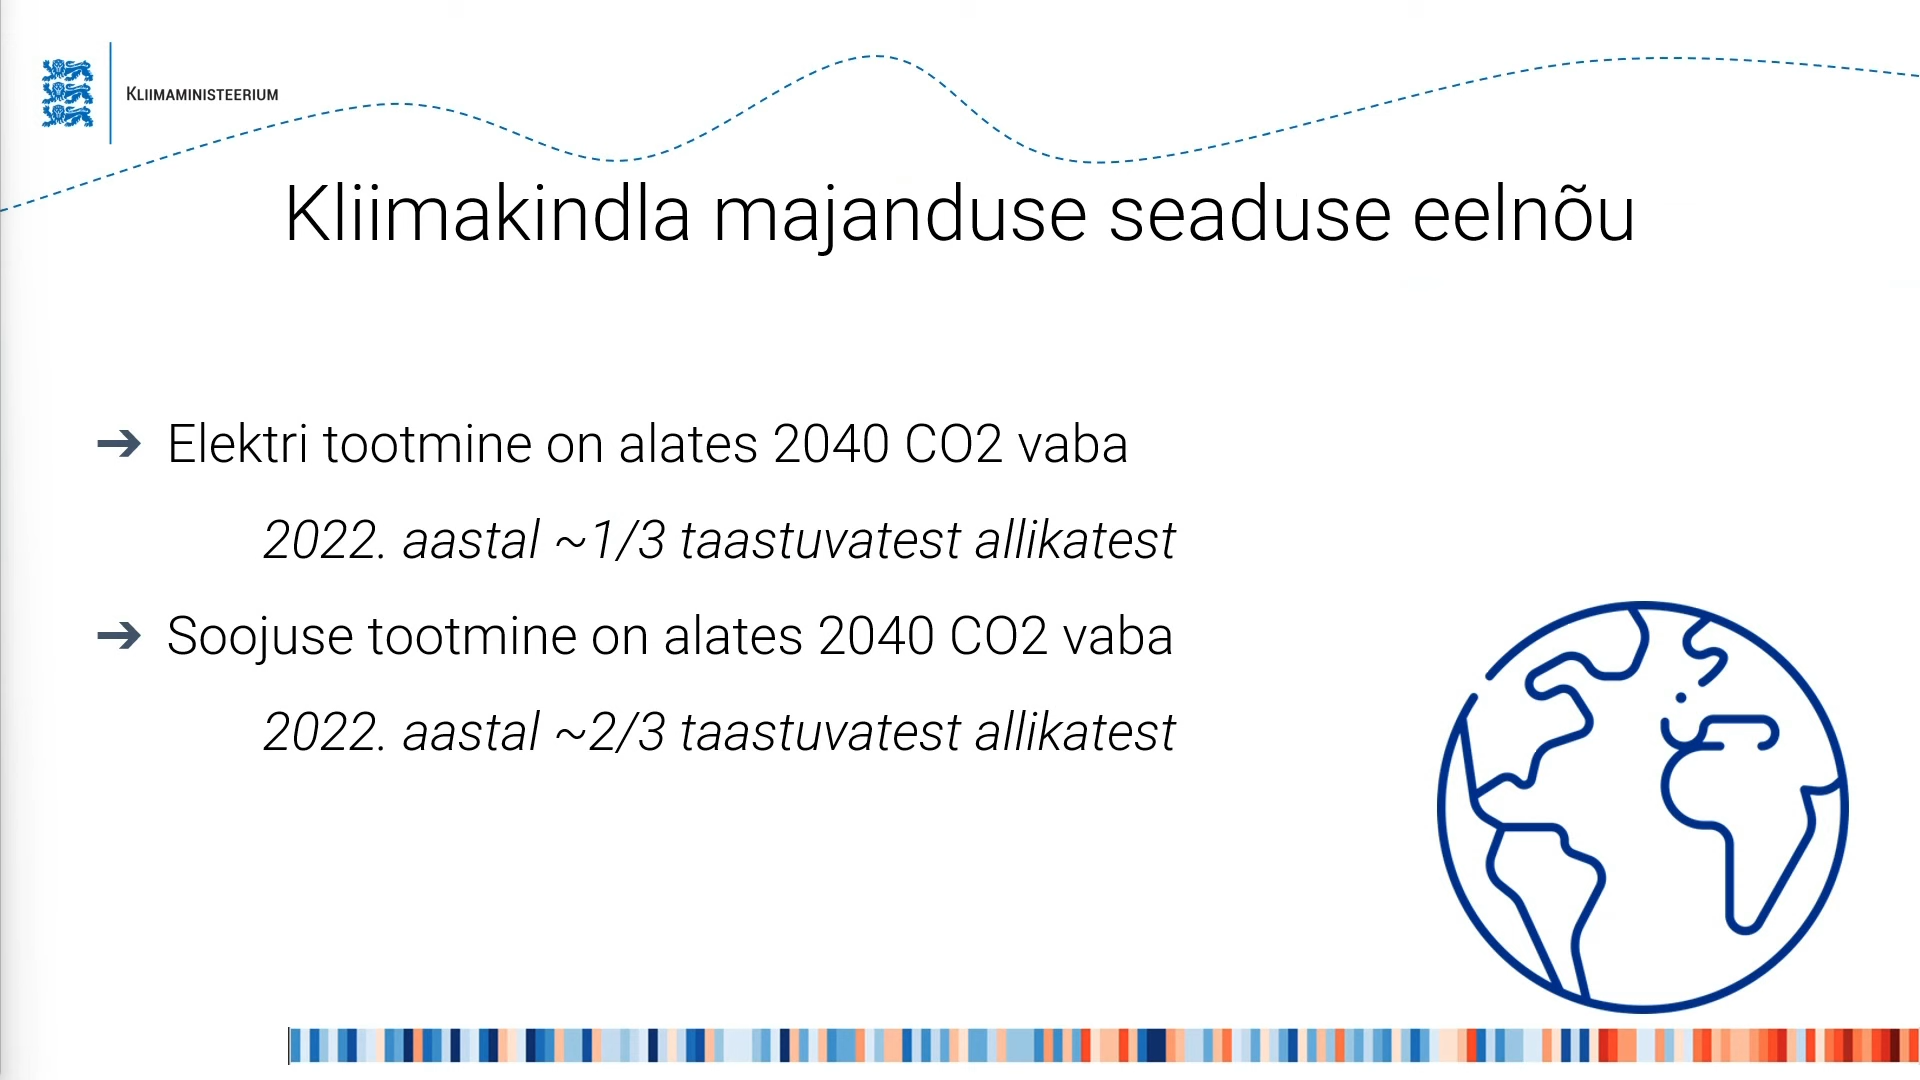 KLIIMAMINISTEERIUM
Kliimakindla majanduse seaduse eelnõu
➔ Elektri tootmine on alates 2040 CO2 vaba
2022. aastal ~1/3 taastuvatest allikatest
➔ Soojuse tootmine on alates 2040 CO2 vaba
2022. aastal ~2/3 taastuvatest allikatest